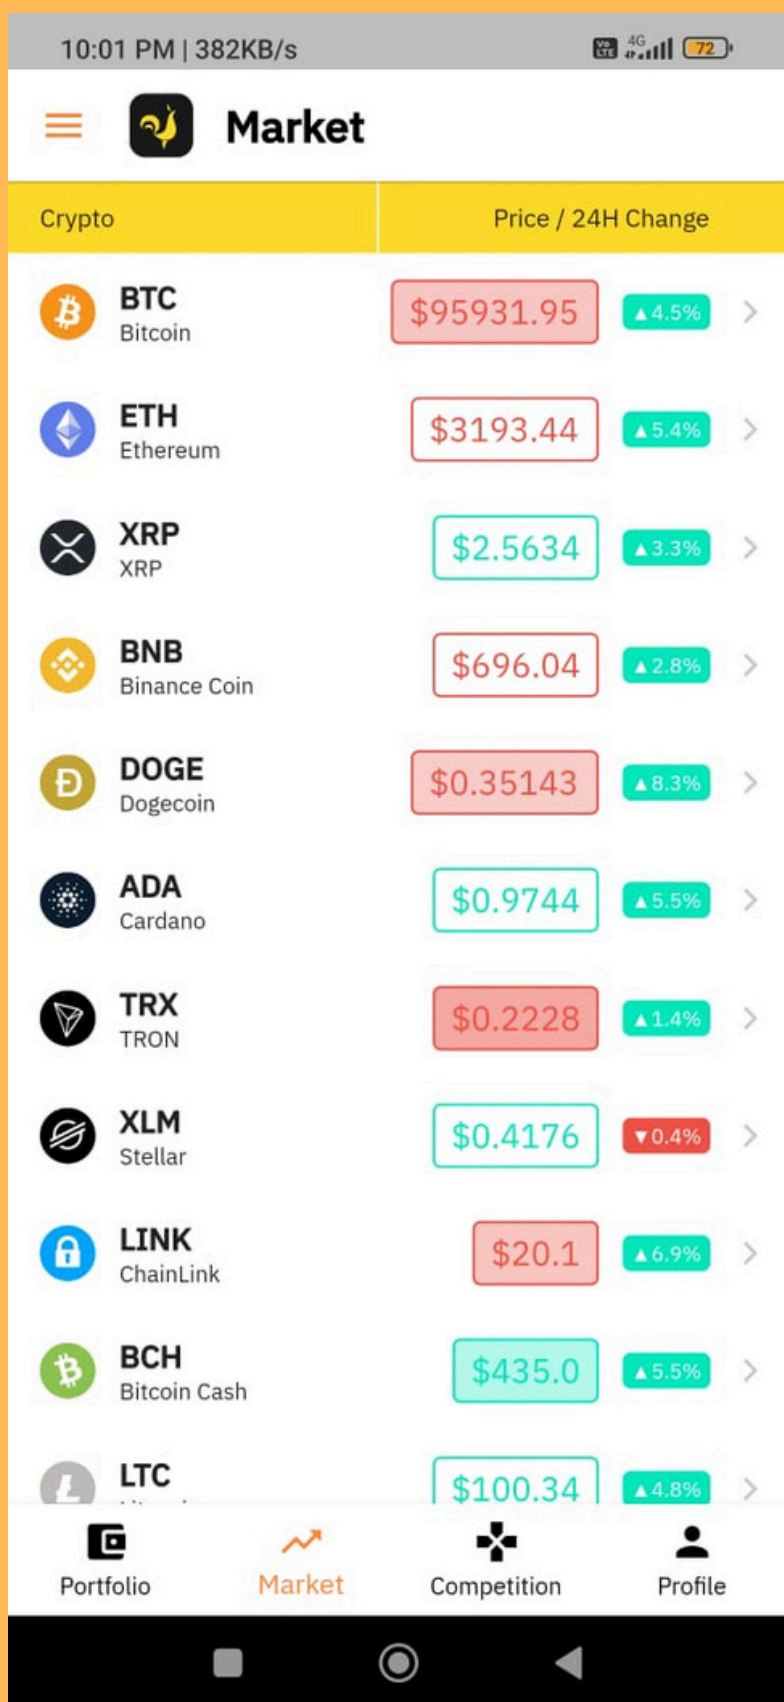 10:01 PM | 382KB/s Vo LTE 4G 72
Market
Crypto Price / 24H Change
BTC
Bitcoin
$95931.95 ▲4.5%
ETH
Ethereum
$3193.44 ▲5.4%
XRP
XRP
$2.5634 ▲3.3%
BNB
Binance Coin
$696.04 ▲2.8%
DOGE
Dogecoin
$0.35143 ▲8.3%
ADA
Cardano
$0.9744 ▲5.5%
TRX
TRON
$0.2228 ▲1.4%
XLM
Stellar
$0.4176 ▼0.4%
LINK
ChainLink
$20.1 ▲6.9%
BCH
Bitcoin Cash
$435.0 ▲5.5%
LTC
$100.34 ▲4.8%
Portfolio Market Competition Profile